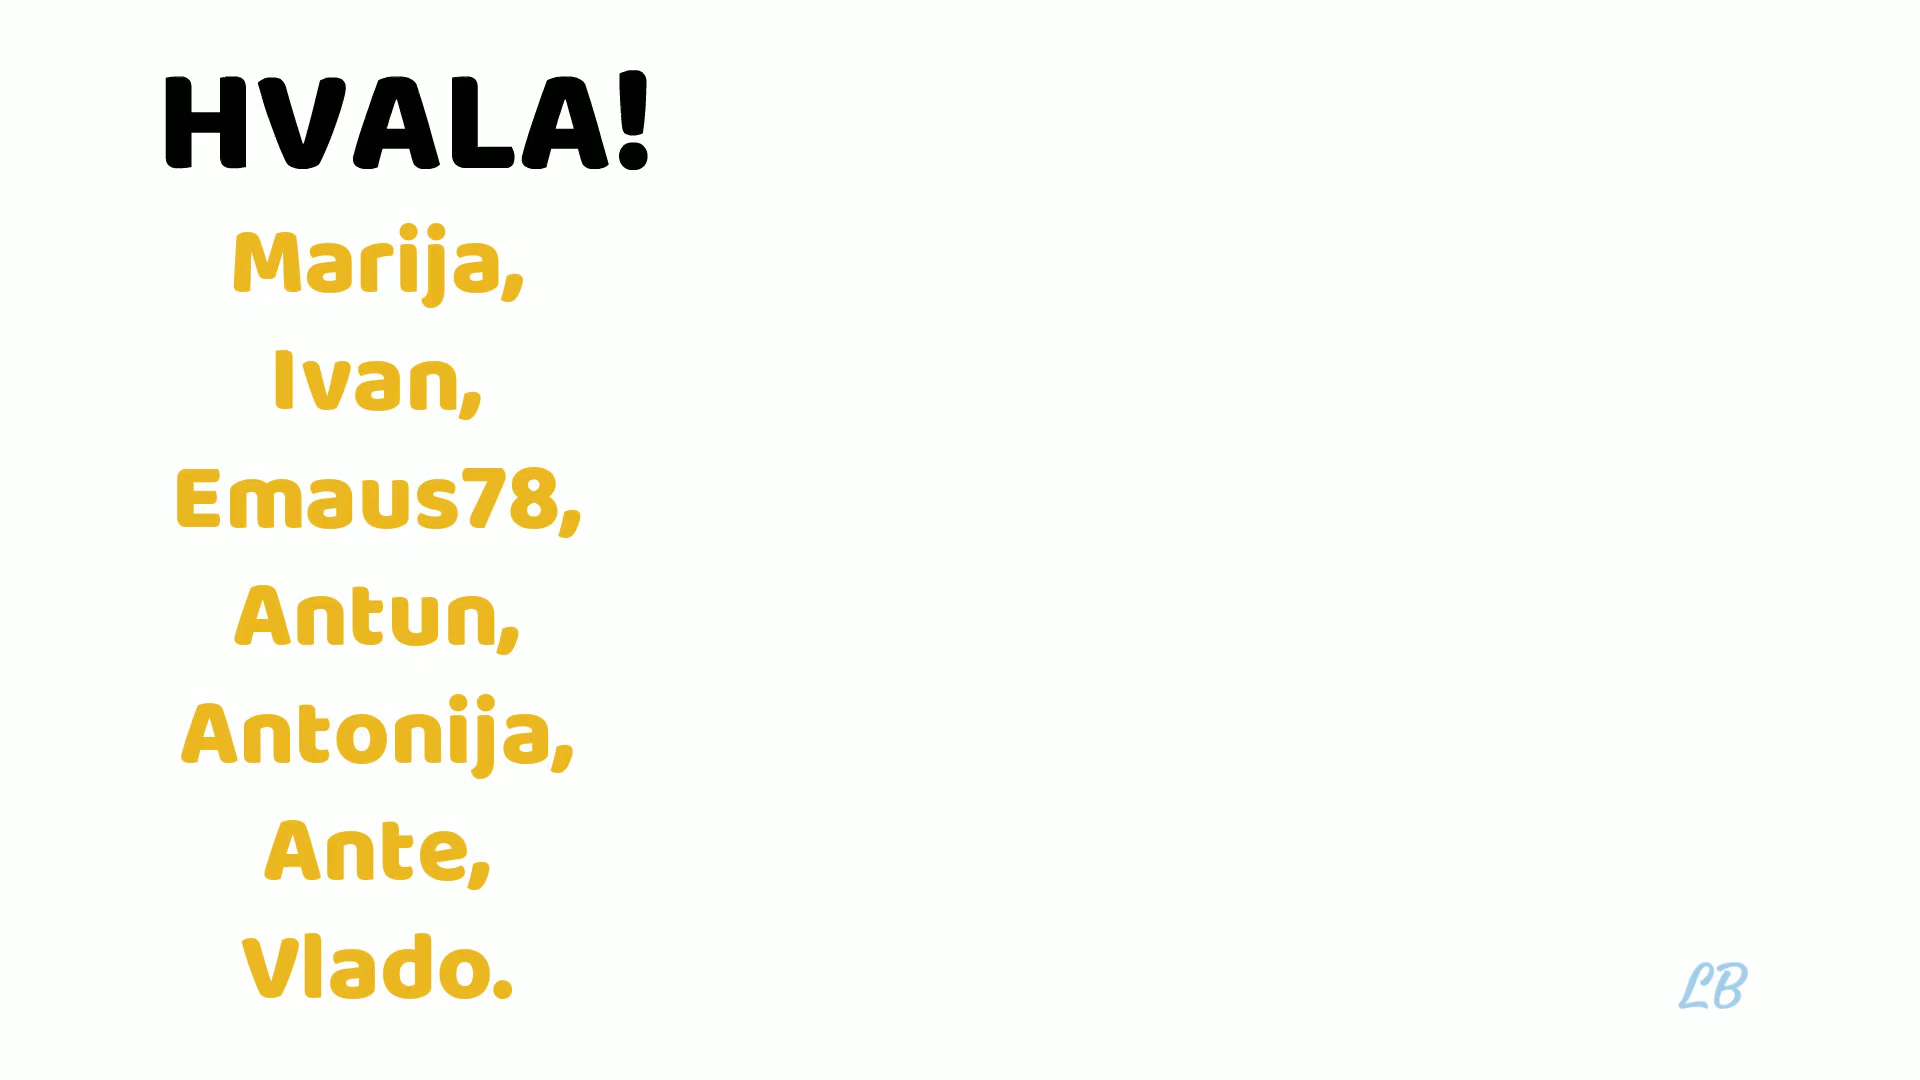 HVALA!
Marija,
Ivan,
Emaus78,
Antun,
Antonija,
Ante,
Vlado.
LB